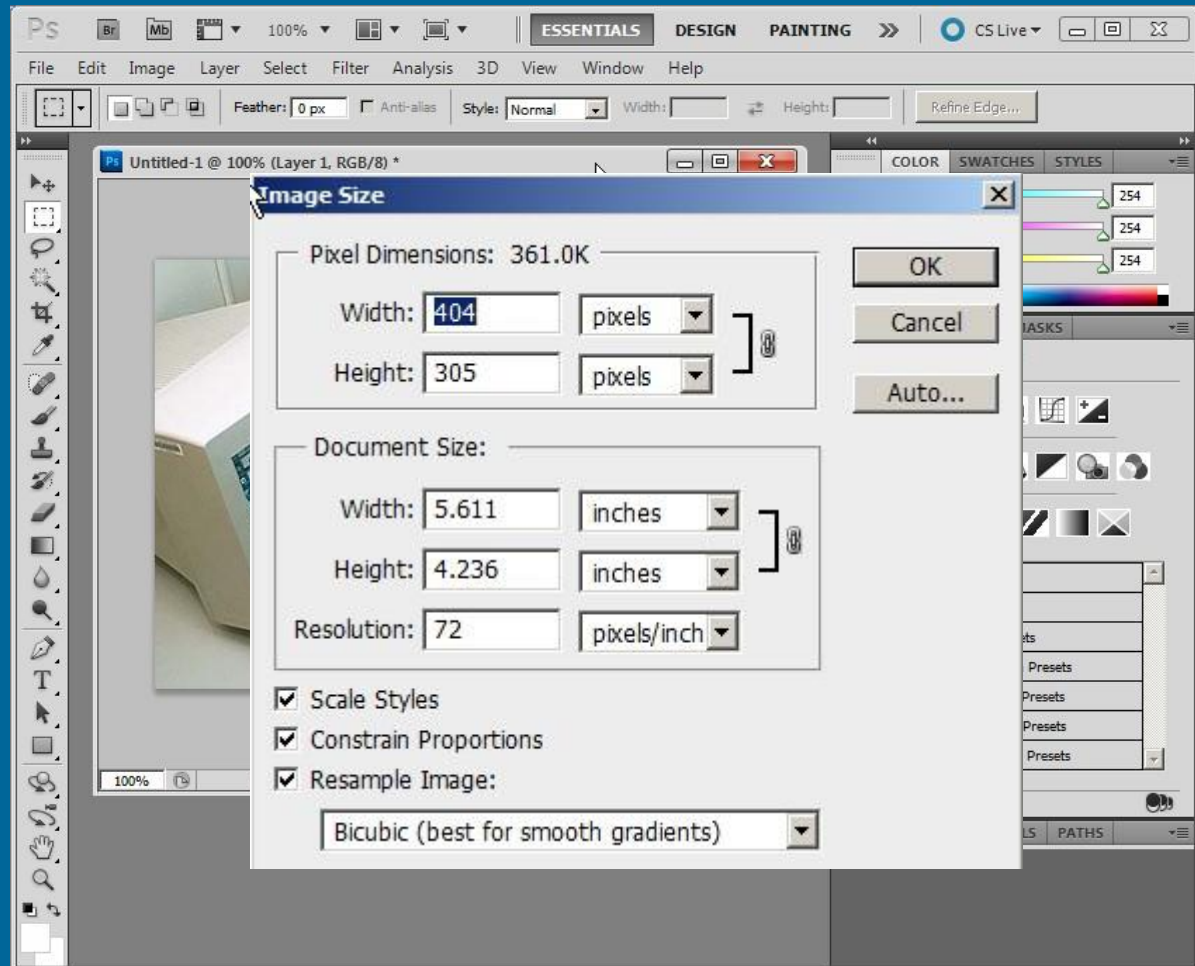 Ps Br Mb 100% ESSENTIALS DESIGN PAINTING CS Live
File Edit Image Layer Select Filter Analysis 3D View Window Help
Feather: 0 px Anti-alias Style: Normal Width: Height: Refine Edge...
Ps Untitled-1 @ 100% (Layer 1, RGB/8) *
COLOR SWATCHES STYLES
254
254
254
Image Size
Pixel Dimensions: 361.0K
Width: 404 pixels
Height: 305 pixels
OK
Cancel
Auto...
Document Size:
Width: 5.611 inches
Height: 4.236 inches
Resolution: 72 pixels/inch
Scale Styles
Constrain Proportions
Resample Image:
Bicubic (best for smooth gradients)
Presets
Presets
Presets
Presets
100%
PATHS
T